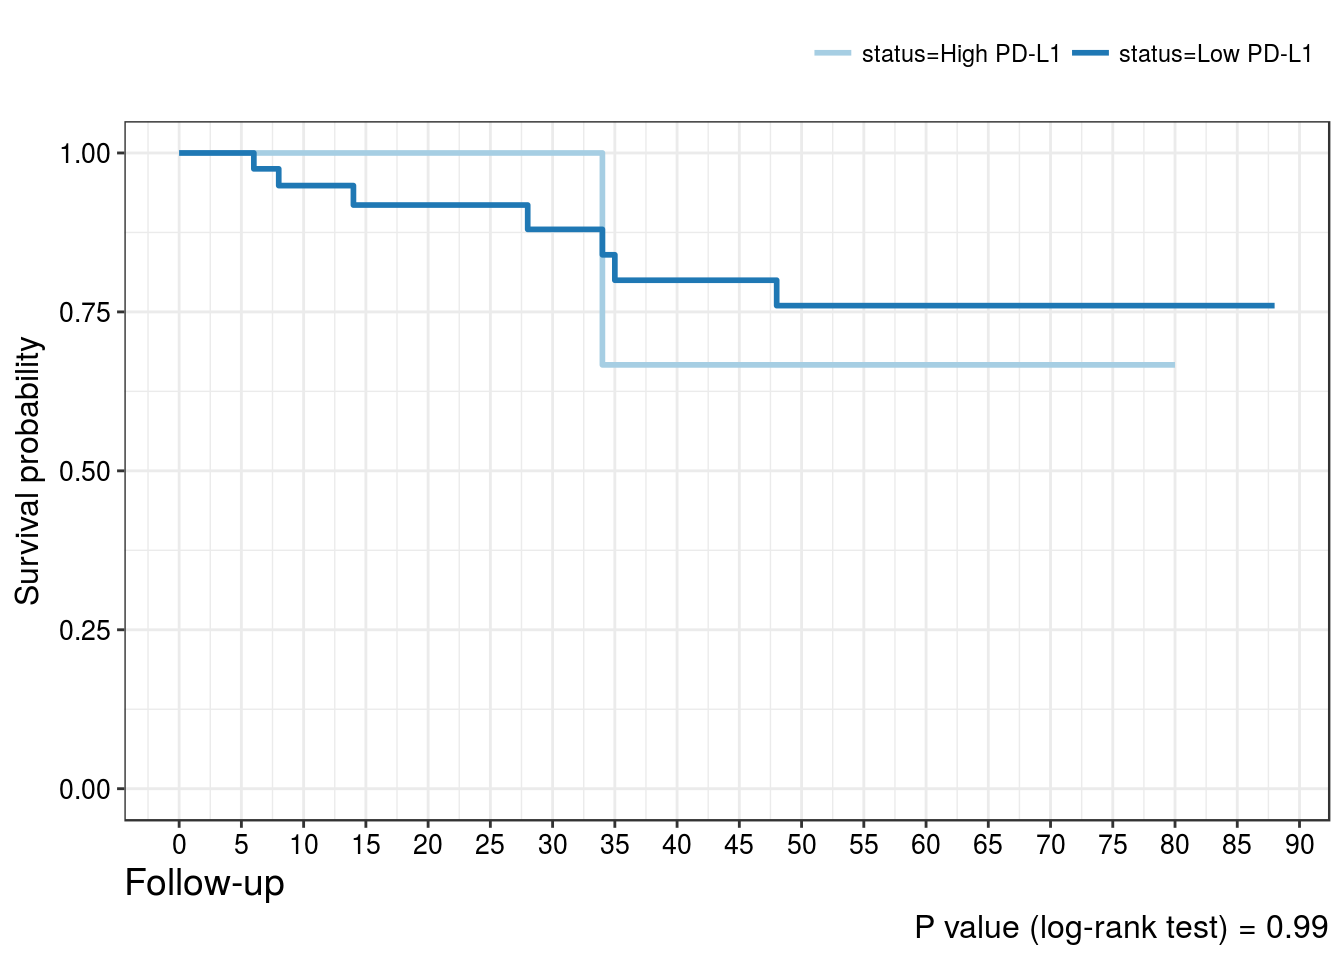 status=High PD-L1 status=Low PD-L1
1.00
0.75
0.50
0.25
0.00
Survival probability
0 5 10 15 20 25 30 35 40 45 50 55 60 65 70 75 80 85 90
Follow-up
P value (log-rank test) = 0.99